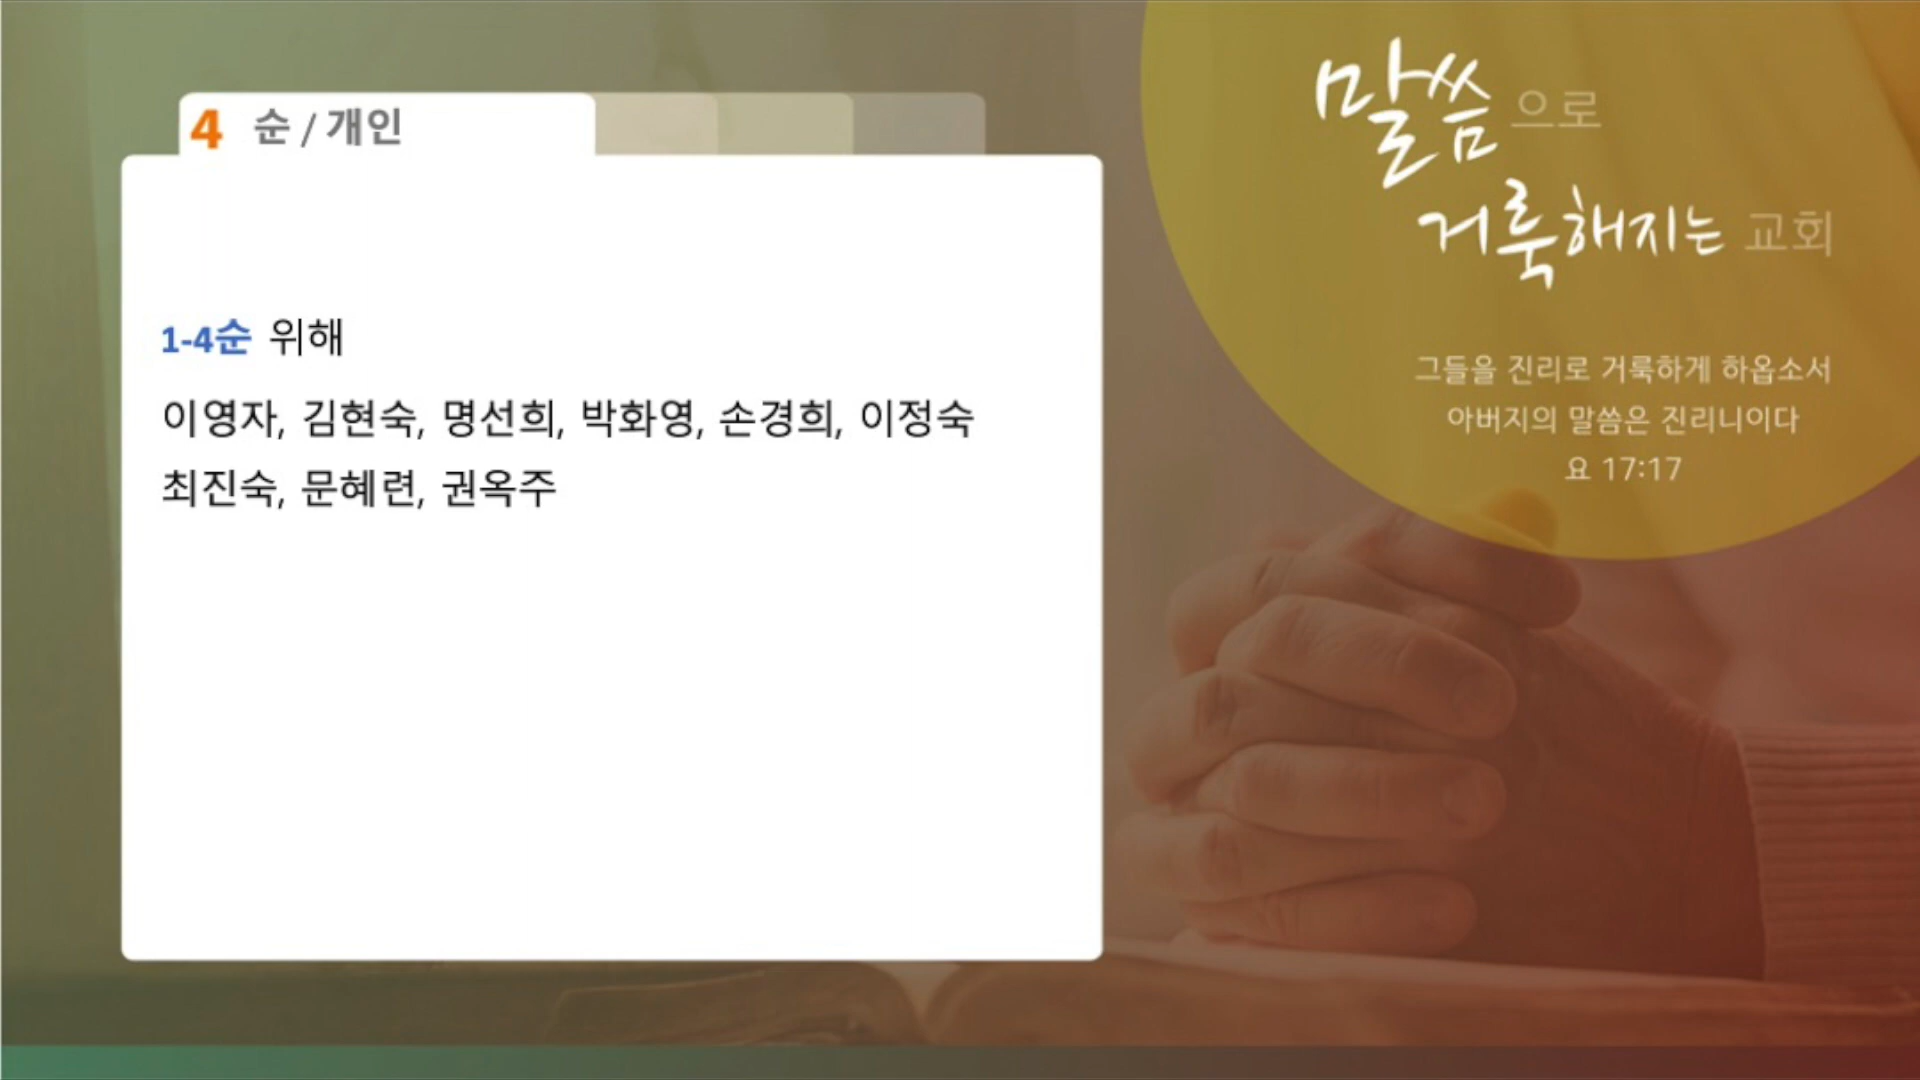 4 순 / 개인
1-4순 위해
이영자, 김현숙, 명선희, 박화영, 손경희, 이정숙
최진숙, 문혜련, 권옥주
말씀으로
거룩해지는 교회
그들을 진리로 거룩하게 하옵소서
아버지의 말씀은 진리니이다
요 17:17